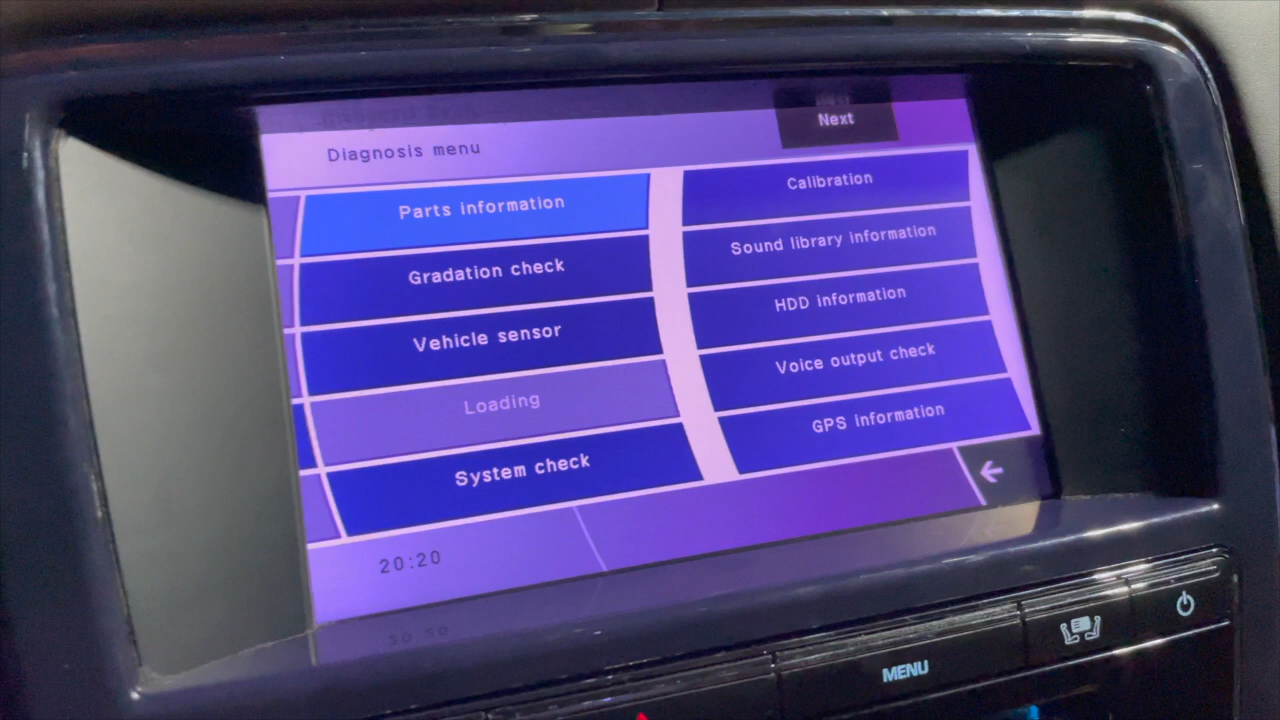 Next
Diagnosis menu
Parts information
Gradation check
Vehicle sensor
Loading
System check
Calibration
Sound library information
HDD information
Voice output check
GPS information
20:20
MENU